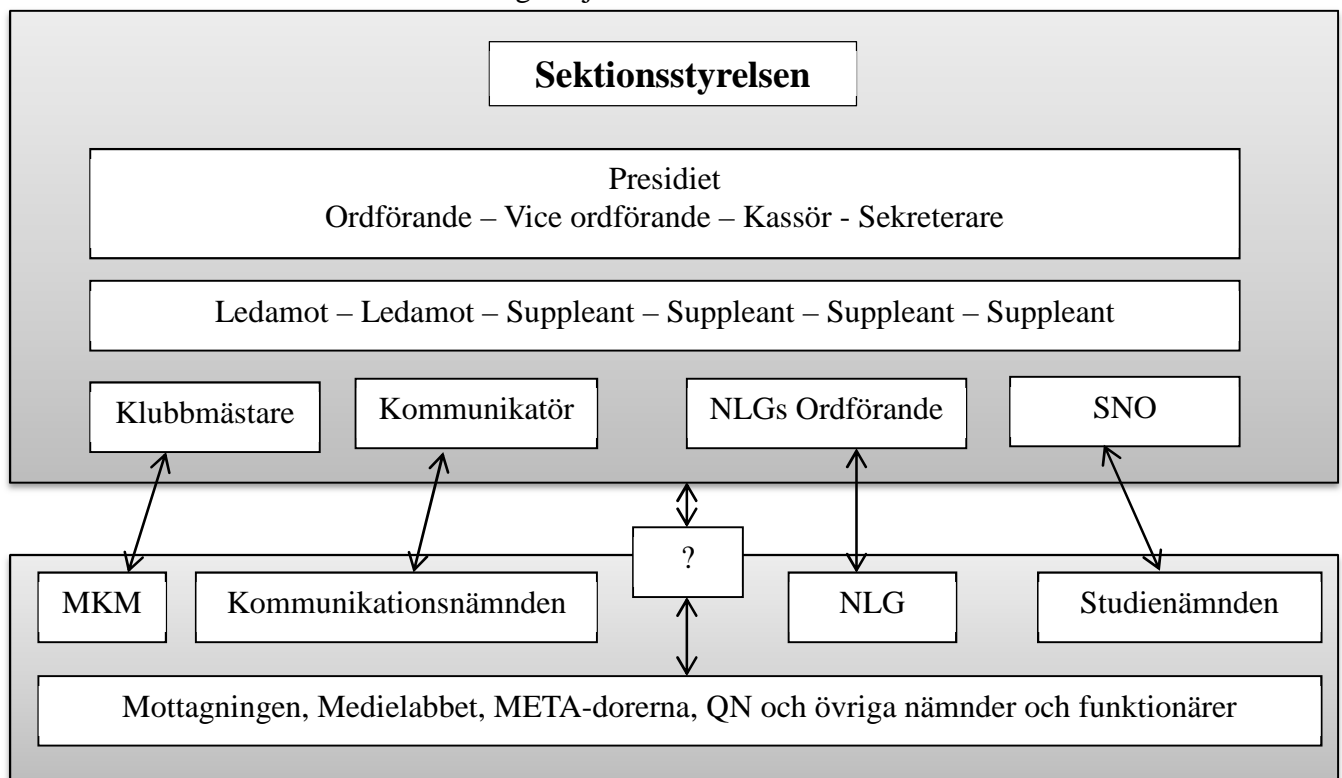 Sektionsstyrelsen
Presidiet
Ordförande – Vice ordförande – Kassör - Sekreterare
Ledamot – Ledamot – Suppleant – Suppleant – Suppleant – Suppleant
Klubbmästare
Kommunikatör
NLGs Ordförande
SNO
?
MKM
Kommunikationsnämnden
NLG
Studienämnden
Mottagningen, Medielabbet, META-dorerna, QN och övriga nämnder och funktionärer